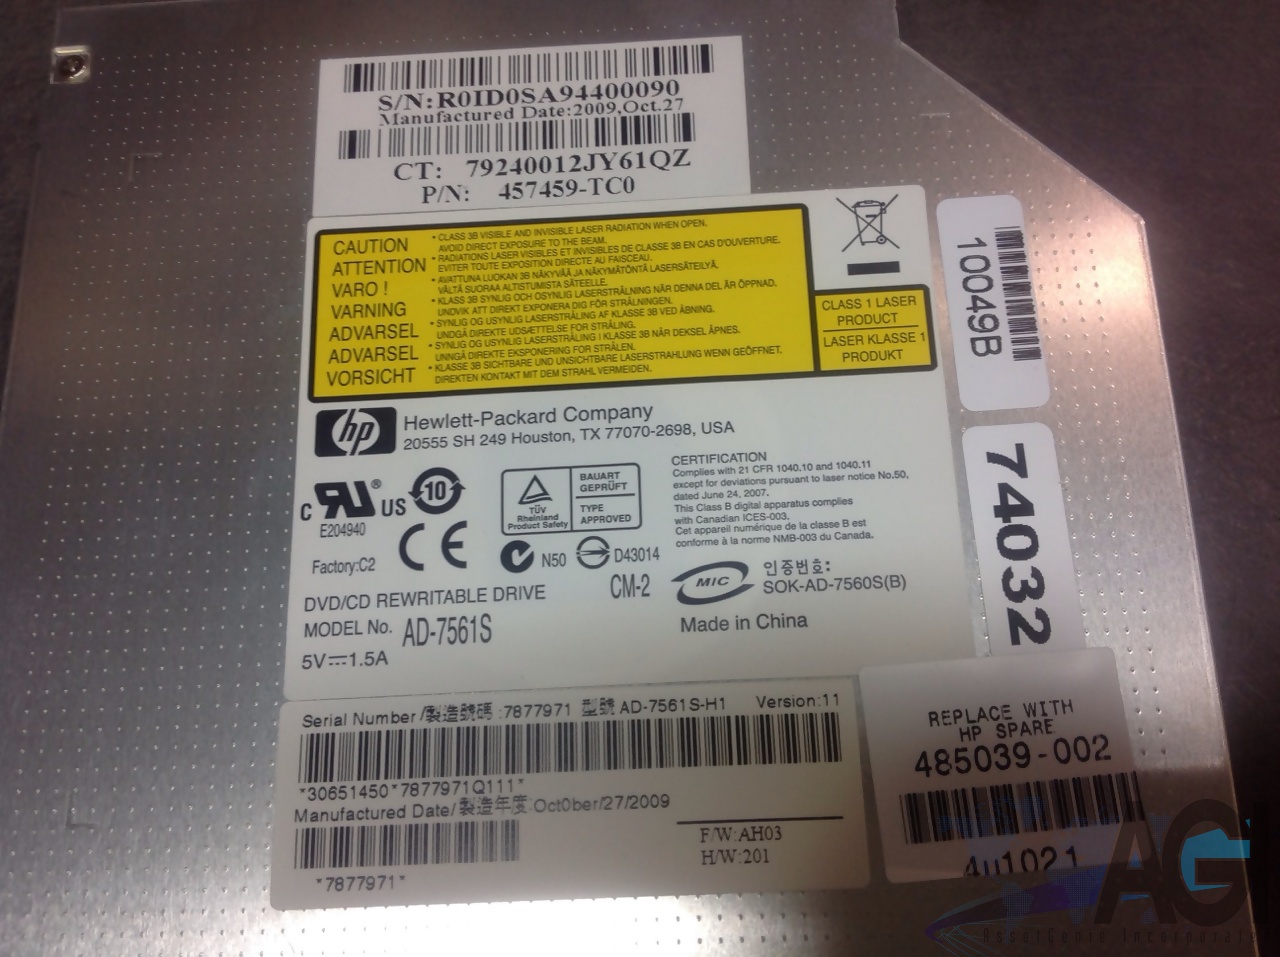 S/N:R0ID0SA94400090
Manufactured Date:2009,Oct.27
CT: 79240012JY61QZ
P/N: 457459-TC0
CAUTION
• CLASS 3B VISIBLE AND INVISIBLE LASER RADIATION WHEN OPEN.
AVOID DIRECT EXPOSURE TO THE BEAM.
ATTENTION
• RADIATIONS LASER VISIBLES ET INVISIBLES DE CLASSE 3B EN CAS D'OUVERTURE.
EVITER TOUTE EXPOSITION DIRECTE AU FAISCEAU.
VARO !
• AVATTUNA LUOKAN 3B NÄKYVÄÄ JA NÄKYMÄTÖNTÄ LASERSÄTEILYÄ.
VÄLTÄ SUORAA ALTISTUMISTA SÄTEELLE.
VARNING
• KLASS 3B SYNLIG OCH OSYNLIG LASERSTRÅLNING NÄR DENNA DEL ÄR ÖPPNAD.
UNDVIK ATT DIREKT EXPONERA DIG FÖR STRÅLNINGEN.
ADVARSEL
• SYNLIG OG USYNLIG LASERSTRÅLING AF KLASSE 3B VED ÅBNING.
UNDGÅ DIREKTE UDSÆTTELSE FOR STRÅLING.
ADVARSEL
• SYNLIG OG USYNLIG LASERSTRÅLING I KLASSE 3B NÅR DEKSEL ÅPNES.
UNNGÅ DIREKTE EKSPONERING FOR STRÅLEN.
VORSICHT
• KLASSE 3B SICHTBARE UND UNSICHTBARE LASERSTRAHLUNG WENN GEÖFFNET.
DIREKTEN KONTAKT MIT DEM STRAHL VERMEIDEN.
CLASS 1 LASER
PRODUCT
LASER KLASSE 1
PRODUKT
10049B
74032
hp
Hewlett-Packard Company
20555 SH 249 Houston, TX 77070-2698, USA
C RU ® US
E204940
10
TÜV
Rheinland
Product Safety
BAUART
GEPRÜFT
TYPE
APPROVED
CERTIFICATION
Complies with 21 CFR 1040.10 and 1040.11
except for deviations pursuant to laser notice No.50,
dated June 24, 2007.
This Class B digital apparatus complies
with Canadian ICES-003.
Cet appareil numérique de la classe B est
conforme à la norme NMB-003 du Canada.
Factory:C2
CE
N50
D43014
CM-2
MIC
인증번호:
SOK-AD-7560S(B)
DVD/CD REWRITABLE DRIVE
MODEL No. AD-7561S
Made in China
5V⎓1.5A
Serial Number/製造號碼:7877971 型號 AD-7561S-H1 Version:11
*30651450*7877971Q111*
Manufactured Date/製造年度:Oct0ber/27/2009
F/W:AH03
H/W:201
*7877971*
REPLACE WITH
HP SPARE
485039-002
4u1021
AGI
AssetGenie Incorporated